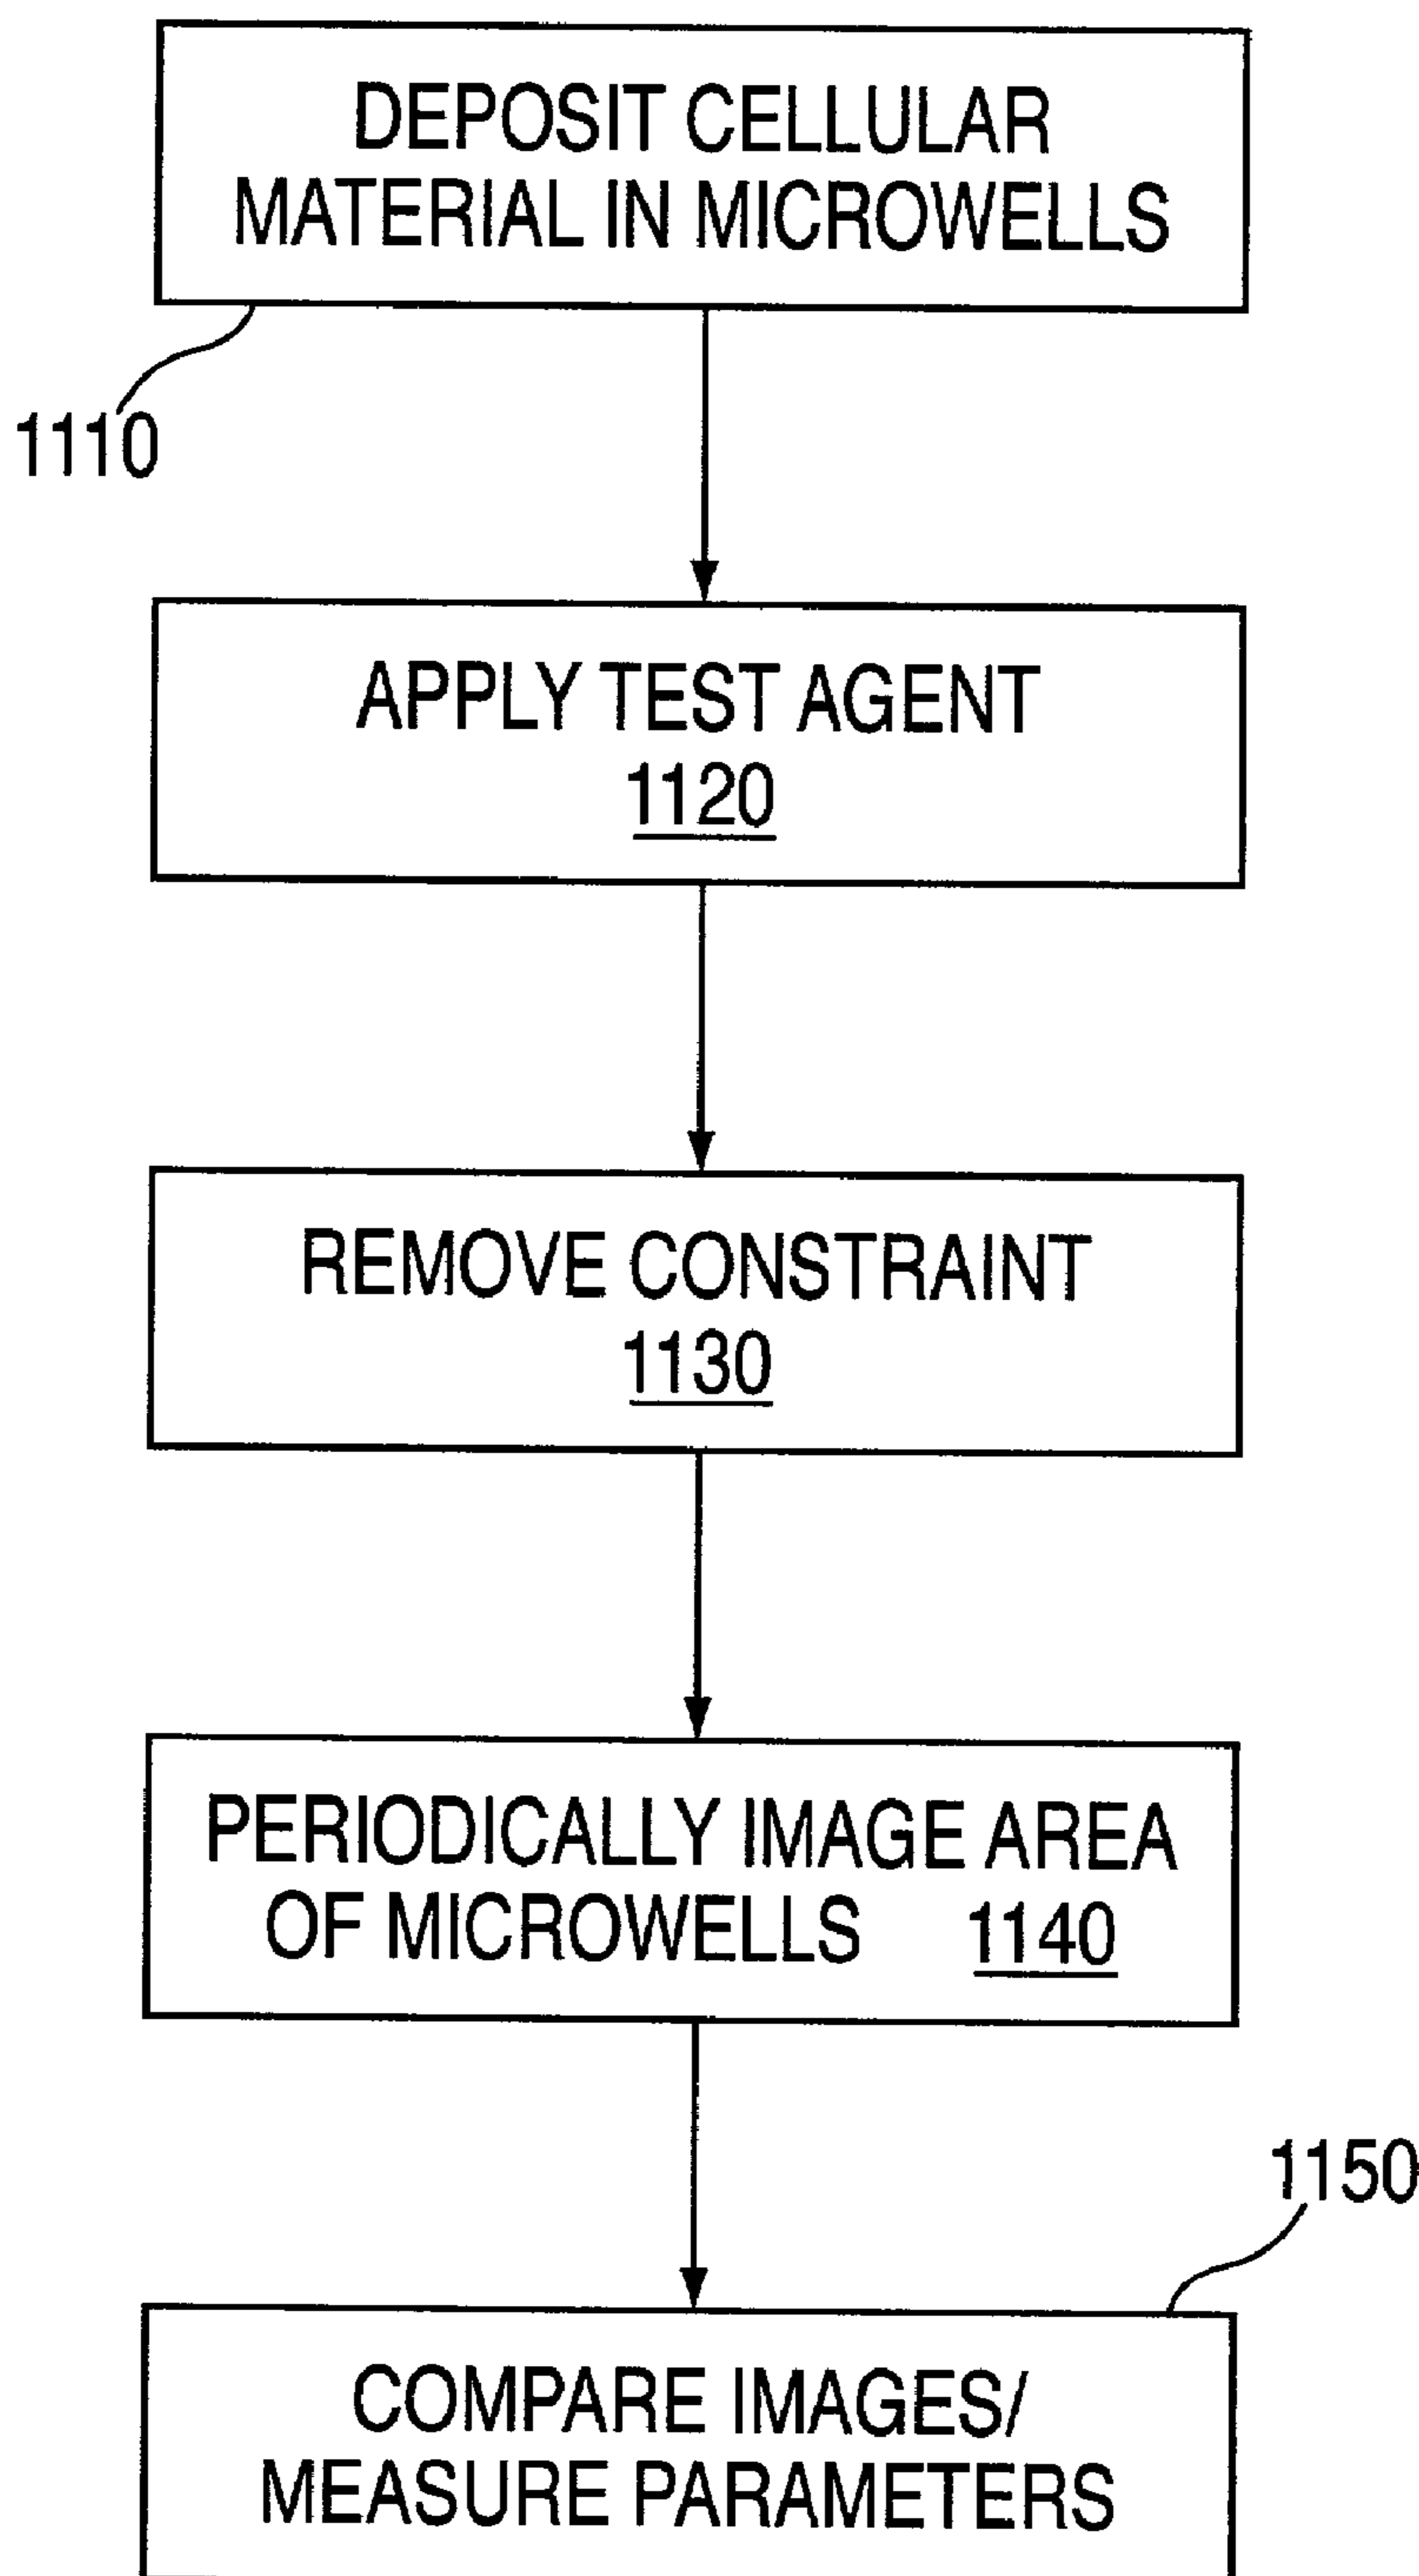 DEPOSIT CELLULAR
MATERIAL IN MICROWELLS
1110
APPLY TEST AGENT
1120
REMOVE CONSTRAINT
1130
PERIODICALLY IMAGE AREA
OF MICROWELLS 1140
1150
COMPARE IMAGES/
MEASURE PARAMETERS